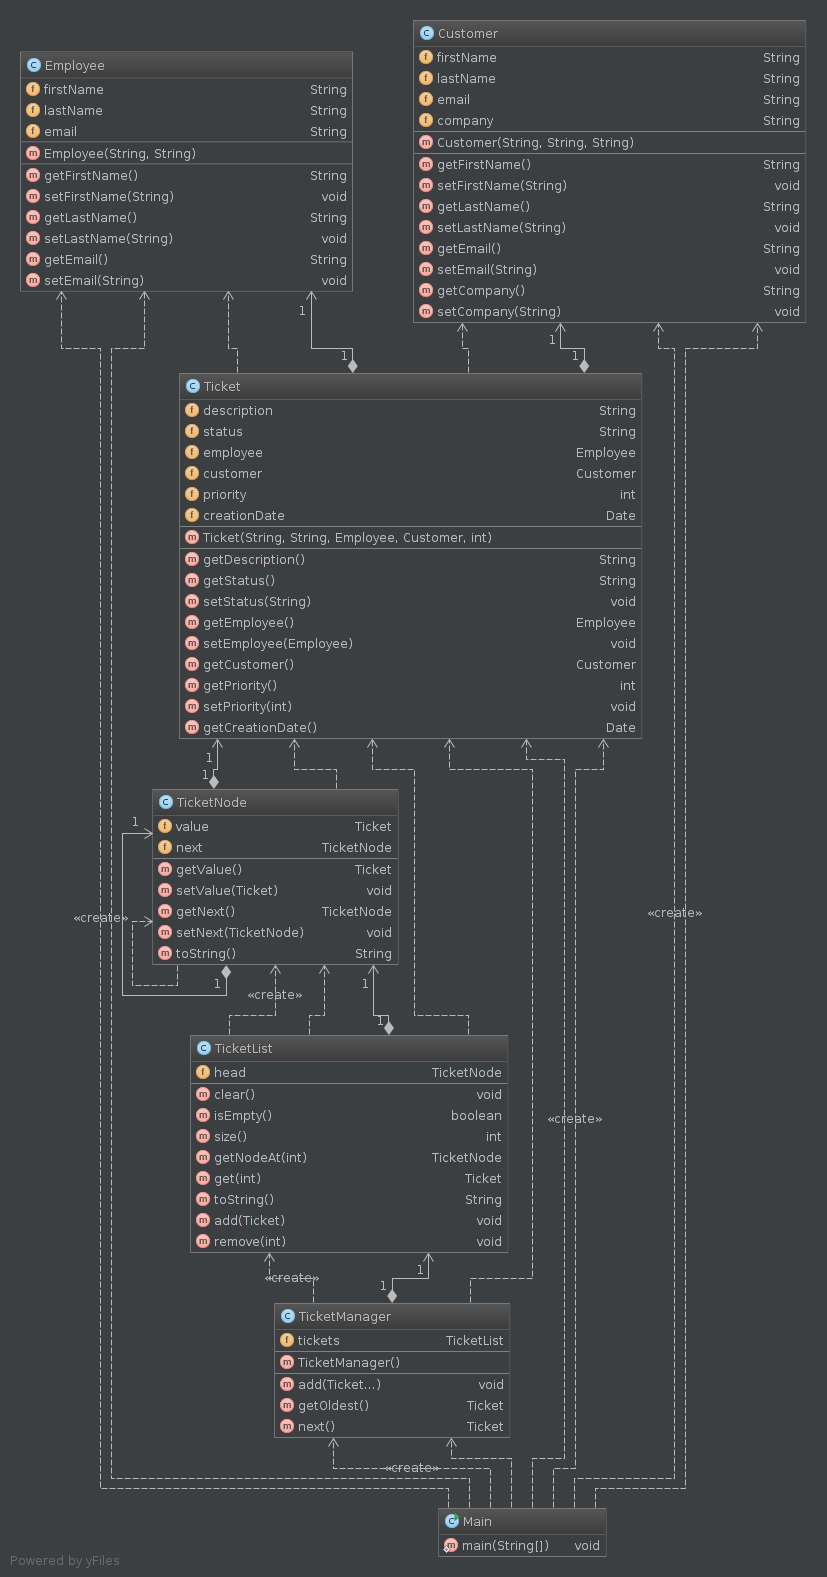 Employee
firstName String
lastName String
email String
Employee(String, String)
getFirstName() String
setFirstName(String) void
getLastName() String
setLastName(String) void
getEmail() String
setEmail(String) void
Customer
firstName String
lastName String
email String
company String
Customer(String, String, String)
getFirstName() String
setFirstName(String) void
getLastName() String
setLastName(String) void
getEmail() String
setEmail(String) void
getCompany() String
setCompany(String) void
1
1
1
1
Ticket
description String
status String
employee Employee
customer Customer
priority int
creationDate Date
Ticket(String, String, Employee, Customer, int)
getDescription() String
getStatus() String
setStatus(String) void
getEmployee() Employee
setEmployee(Employee) void
getCustomer() Customer
getPriority() int
setPriority(int) void
getCreationDate() Date
1
1
TicketNode
value Ticket
next TicketNode
getValue() Ticket
setValue(Ticket) void
getNext() TicketNode
setNext(TicketNode) void
toString() String
1
«create»
«create»
1
«create»
1
1
TicketList
head TicketNode
clear() void
isEmpty() boolean
size() int
getNodeAt(int) TicketNode
get(int) Ticket
toString() String
add(Ticket) void
remove(int) void
«create»
«create»
1
1
TicketManager
tickets TicketList
TicketManager()
add(Ticket...) void
getOldest() Ticket
next() Ticket
«create»
Main
main(String[]) void
Powered by yFiles